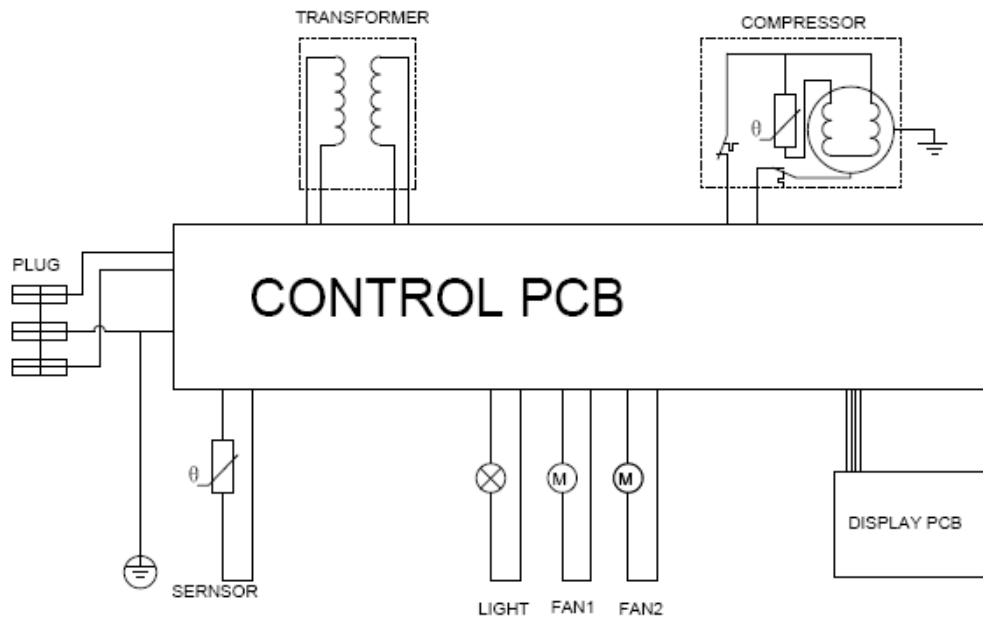 TRANSFORMER
COMPRESSOR
θ
PLUG
CONTROL PCB
θ
M
M
DISPLAY PCB
SERNSOR
LIGHT
FAN1
FAN2